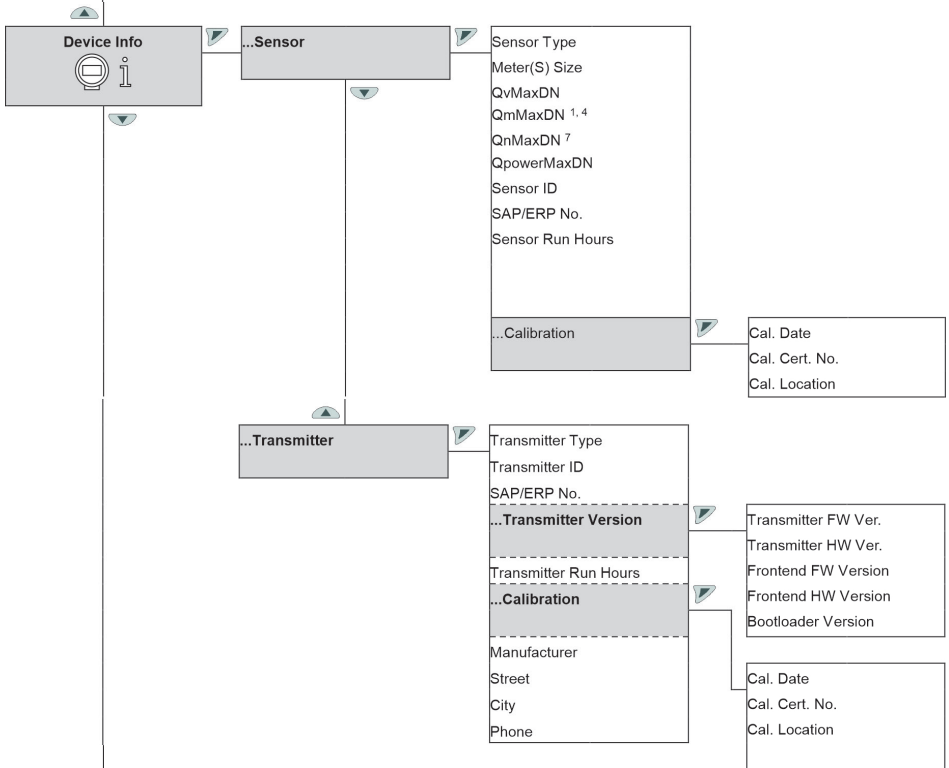 Device Info
...Sensor
Sensor Type
Meter(S) Size
QvMaxDN
QmMaxDN 1, 4
QnMaxDN 7
QpowerMaxDN
Sensor ID
SAP/ERP No.
Sensor Run Hours
...Calibration
Cal. Date
Cal. Cert. No.
Cal. Location
...Transmitter
Transmitter Type
Transmitter ID
SAP/ERP No.
...Transmitter Version
Transmitter FW Ver.
Transmitter HW Ver.
Frontend FW Version
Frontend HW Version
Bootloader Version
Transmitter Run Hours
...Calibration
Cal. Date
Cal. Cert. No.
Cal. Location
Manufacturer
Street
City
Phone